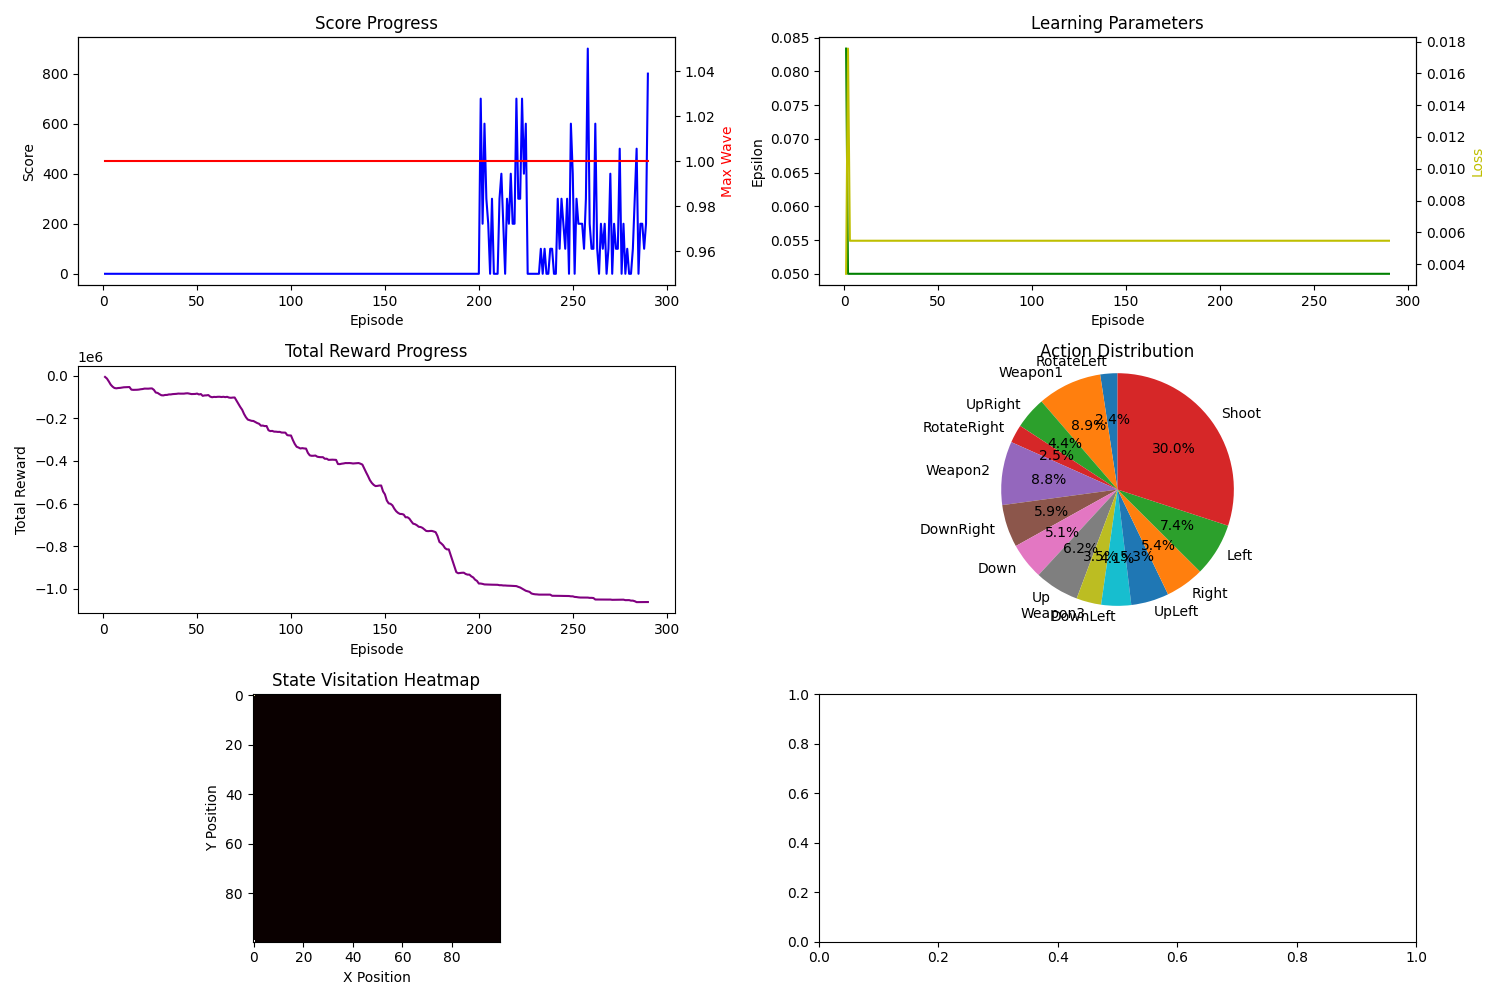 Score Progress
Score
800
600
400
200
0
1.04
1.02
1.00
0.98
0.96
Max Wave
0
50
100
150
200
250
300
Episode
Learning Parameters
Epsilon
0.085
0.080
0.075
0.070
0.065
0.060
0.055
0.050
0.018
0.016
0.014
0.012
0.010
0.008
0.006
0.004
Loss
0
50
100
150
200
250
300
Episode
Total Reward Progress
1e6
Total Reward
0.0
−0.2
−0.4
−0.6
−0.8
−1.0
0
50
100
150
200
250
300
Episode
Action Distribution
RotateLeft
Weapon1
UpRight
RotateRight
Weapon2
DownRight
Down
Up
Weapon3
DownLeft
UpLeft
Right
Left
Shoot
2.4%
8.9%
4.4%
2.5%
8.8%
5.9%
5.1%
6.2%
3.5%
4.1%
5.3%
5.4%
7.4%
30.0%
State Visitation Heatmap
Y Position
0
20
40
60
80
0
20
40
60
80
X Position
1.0
0.8
0.6
0.4
0.2
0.0
0.0
0.2
0.4
0.6
0.8
1.0